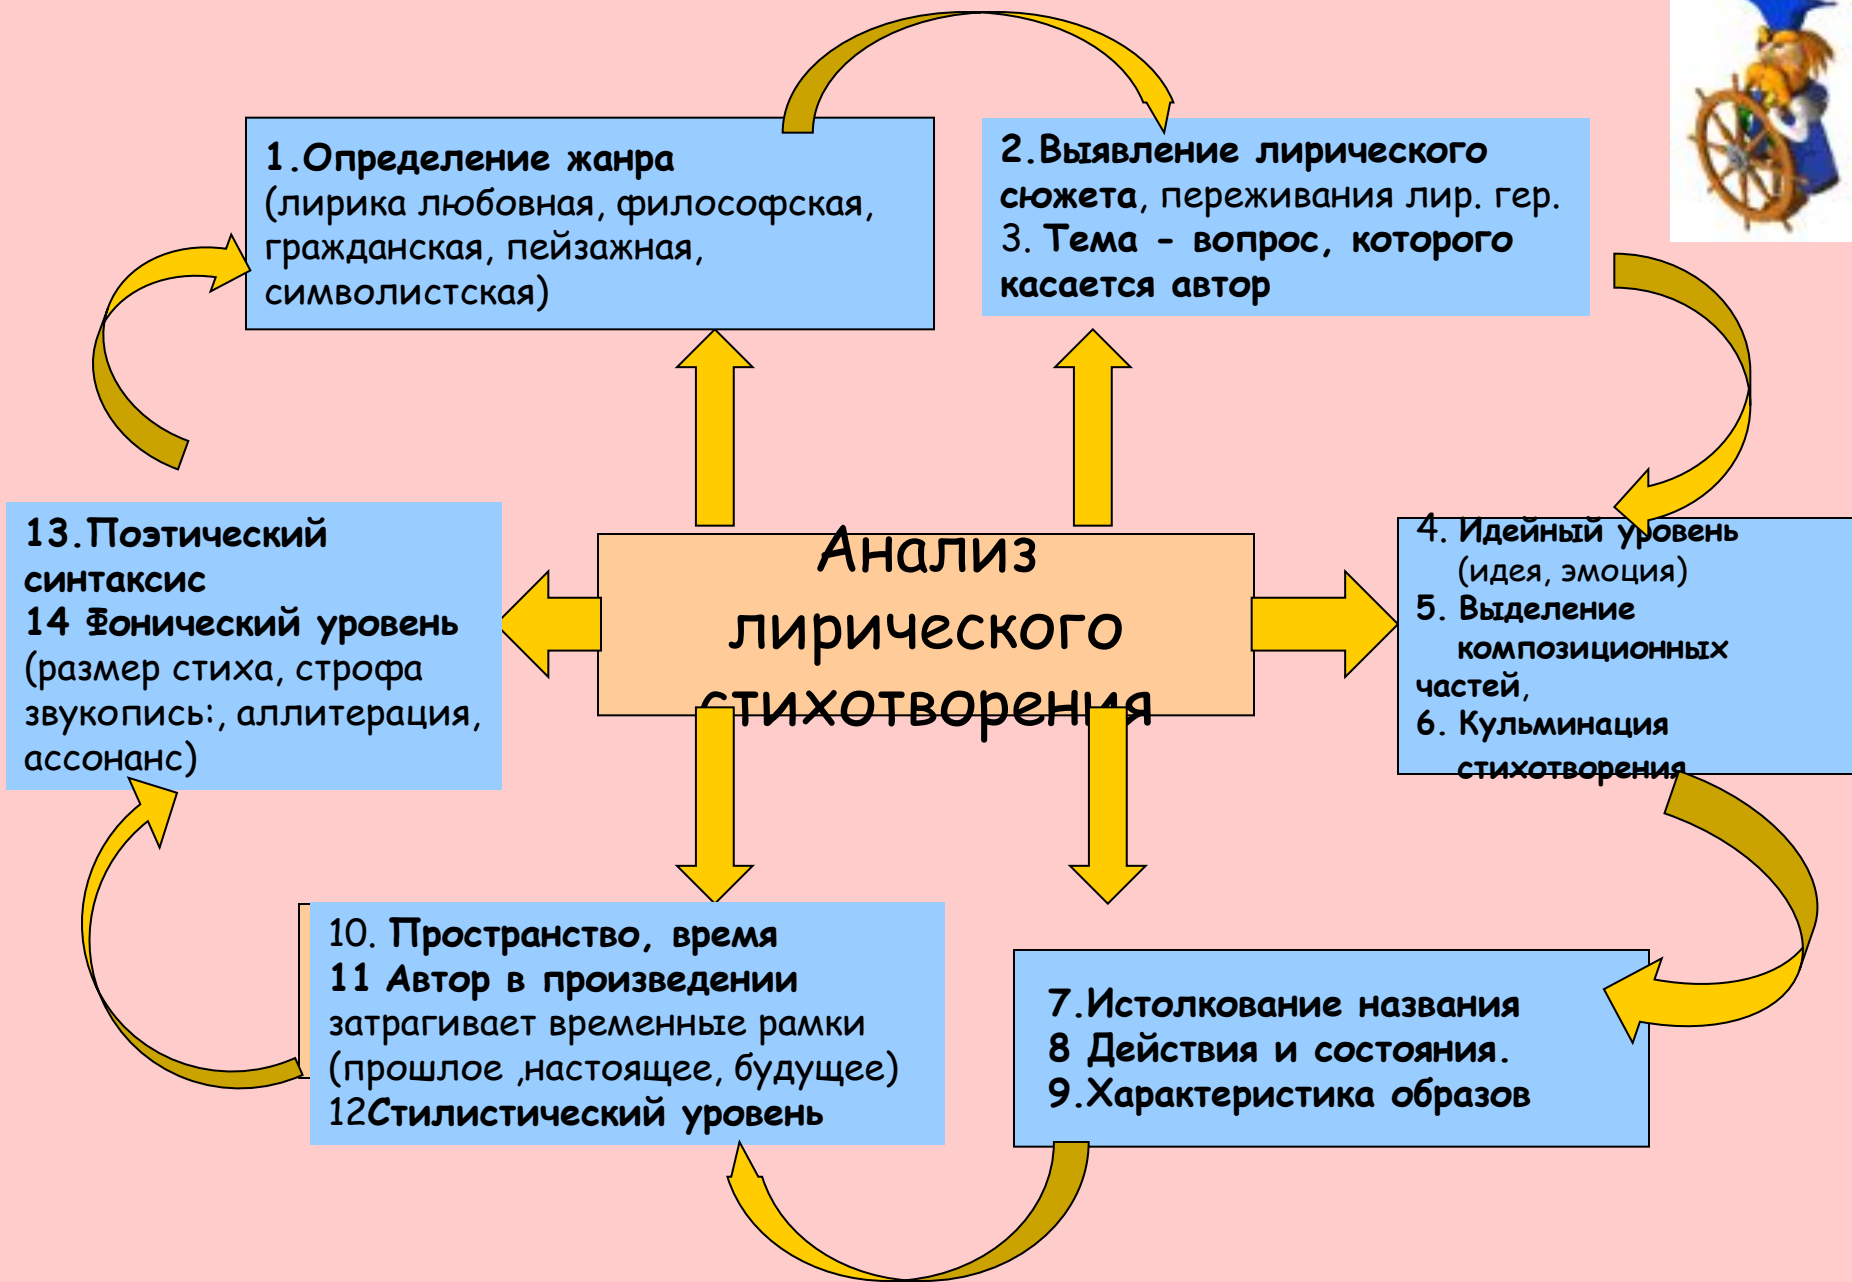 1.Определение жанра
(лирика любовная, философская,
гражданская, пейзажная,
символистская)
2.Выявление лирического
сюжета, переживания лир. гер.
3. Тема - вопрос, которого
касается автор
4. Идейный уровень
(идея, эмоция)
5. Выделение
композиционных
частей,
6. Кульминация
стихотворения
Анализ
лирического
стихотворения
7.Истолкование названия
8 Действия и состояния.
9.Характеристика образов
10. Пространство, время
11 Автор в произведении
затрагивает временные рамки
(прошлое ,настоящее, будущее)
12Стилистический уровень
13.Поэтический
синтаксис
14 Фонический уровень
(размер стиха, строфа
звукопись:, аллитерация,
ассонанс)